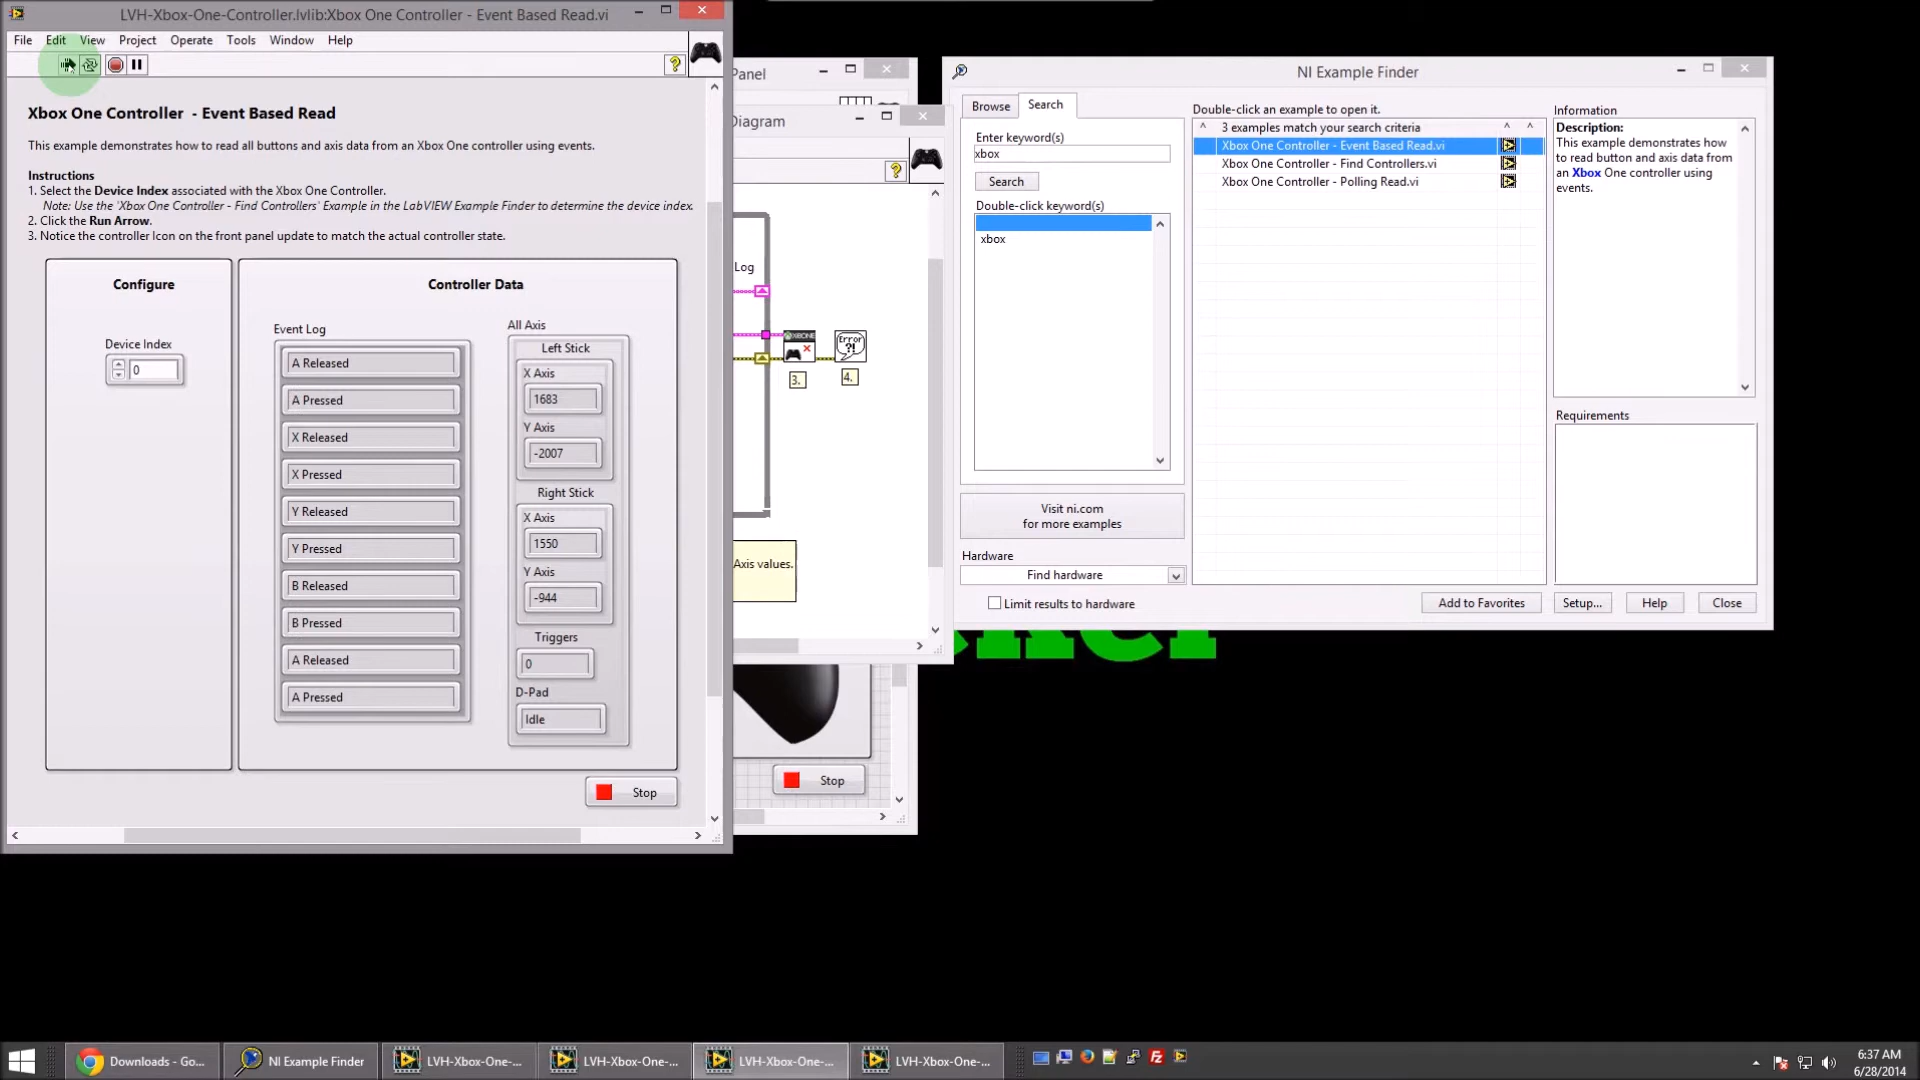 LVH-Xbox-One-Controller.lvlib:Xbox One Controller - Event Based Read.vi
File Edit View Project Operate Tools Window Help
Xbox One Controller - Event Based Read
This example demonstrates how to read all buttons and axis data from an Xbox One controller using events.
Instructions
1. Select the Device Index associated with the Xbox One Controller.
Note: Use the 'Xbox One Controller - Find Controllers' Example in the LabVIEW Example Finder to determine the device index.
2. Click the Run Arrow.
3. Notice the controller Icon on the front panel update to match the actual controller state.
Configure
Device Index
0
Controller Data
Event Log
A Released
A Pressed
X Released
X Pressed
Y Released
Y Pressed
B Released
B Pressed
A Released
A Pressed
All Axis
Left Stick
X Axis
1683
Y Axis
-2007
Right Stick
X Axis
1550
Y Axis
-944
Triggers
0
D-Pad
Idle
Stop
Panel
Diagram
Log
XBONE
Error
?!
3.
4.
Axis values.
Stop
NI Example Finder
Browse Search
Enter keyword(s)
xbox
Search
Double-click keyword(s)
xbox
Visit ni.com
for more examples
Hardware
Find hardware
Limit results to hardware
Double-click an example to open it.
3 examples match your search criteria
Xbox One Controller - Event Based Read.vi
Xbox One Controller - Find Controllers.vi
Xbox One Controller - Polling Read.vi
Information
Description:
This example demonstrates how
to read button and axis data from
an Xbox One controller using
events.
Requirements
Add to Favorites Setup... Help Close
Downloads - Go... NI Example Finder LVH-Xbox-One-... LVH-Xbox-One-... LVH-Xbox-One-... LVH-Xbox-One-...
6:37 AM
6/28/2014